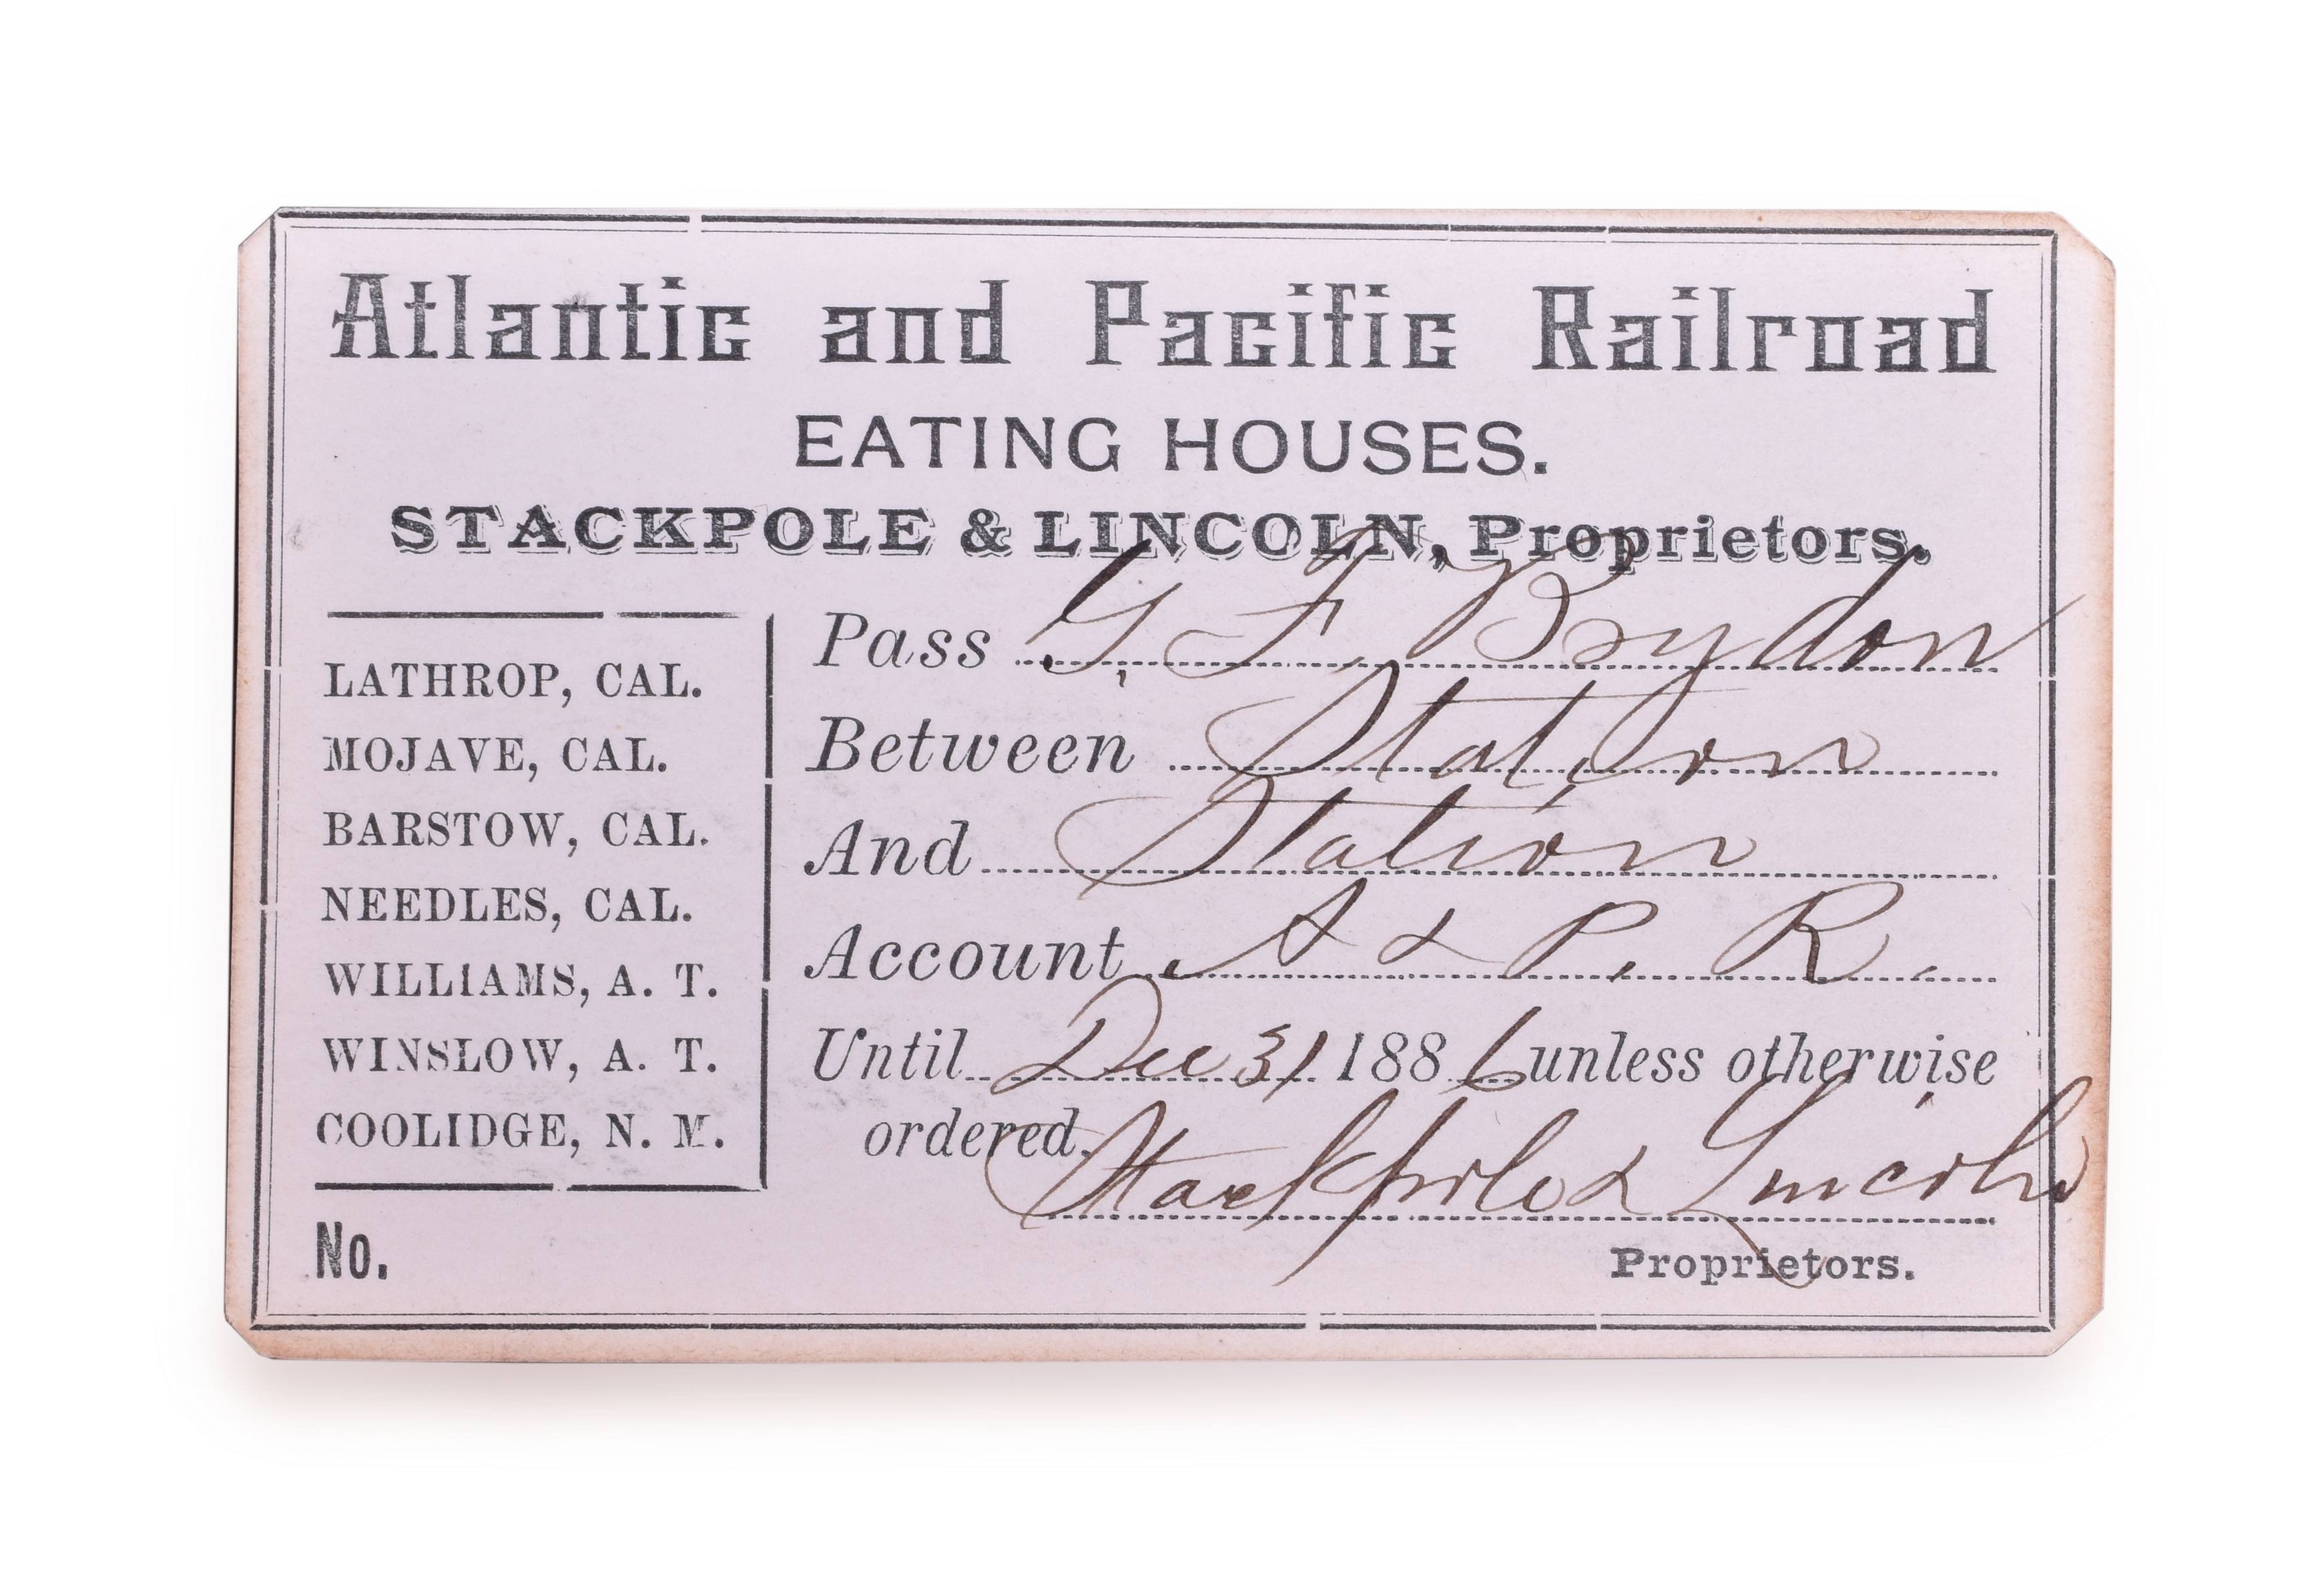 Atlantic and Pacific Railroad
EATING HOUSES.
STACKPOLE & LINCOLN, Proprietors.
LATHROP, CAL.
MOJAVE, CAL.
BARSTOW, CAL.
NEEDLES, CAL.
WILLIAMS, A. T.
WINSLOW, A. T.
COOLIDGE, N. M.
No.
Pass G. F. Brydon
Between Station
And Station
Account A & P. R.
Until Dec 31 1886 unless otherwise
ordered.
Stackpole & Lincoln
Proprietors.